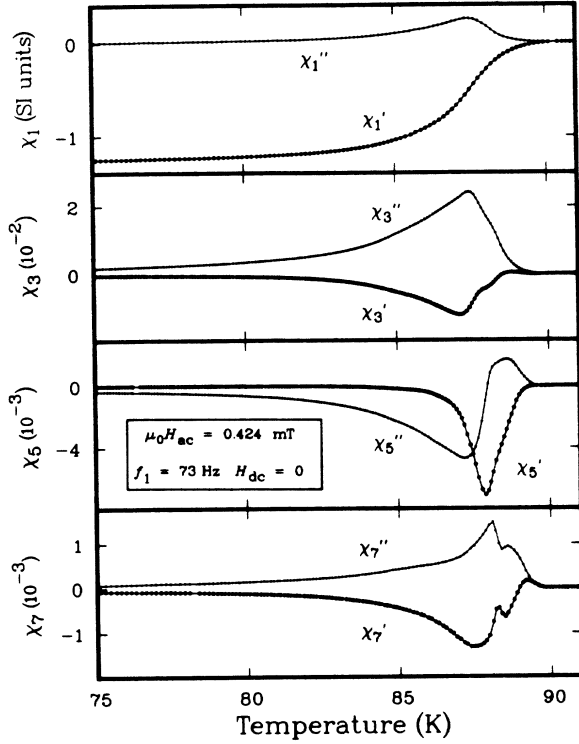 χ₁ (SI units)
0
-1
χ₁''
χ₁'
χ₃ (10⁻²)
2
0
χ₃''
χ₃'
χ₅ (10⁻³)
0
-4
μ₀H_ac = 0.424 mT
f₁ = 73 Hz H_dc = 0
χ₅''
χ₅'
χ₇ (10⁻³)
1
0
-1
χ₇''
χ₇'
75 80 85 90
Temperature (K)